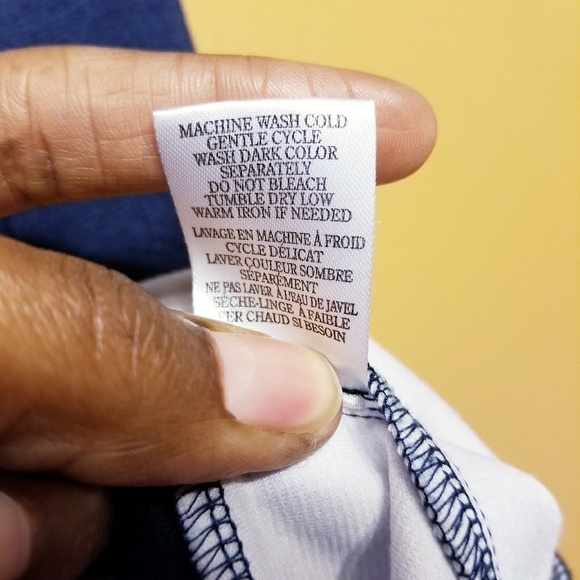 MACHINE WASH COLD
GENTLE CYCLE
WASH DARK COLOR
SEPARATELY
DO NOT BLEACH
TUMBLE DRY LOW
WARM IRON IF NEEDED
LAVAGE EN MACHINE À FROID
CYCLE DÉLICAT
LAVER COULEUR SOMBRE
SÉPARÉMENT
NE PAS LAVER À L'EAU DE JAVEL
SÈCHE-LINGE À FAIBLE
FER CHAUD SI BESOIN